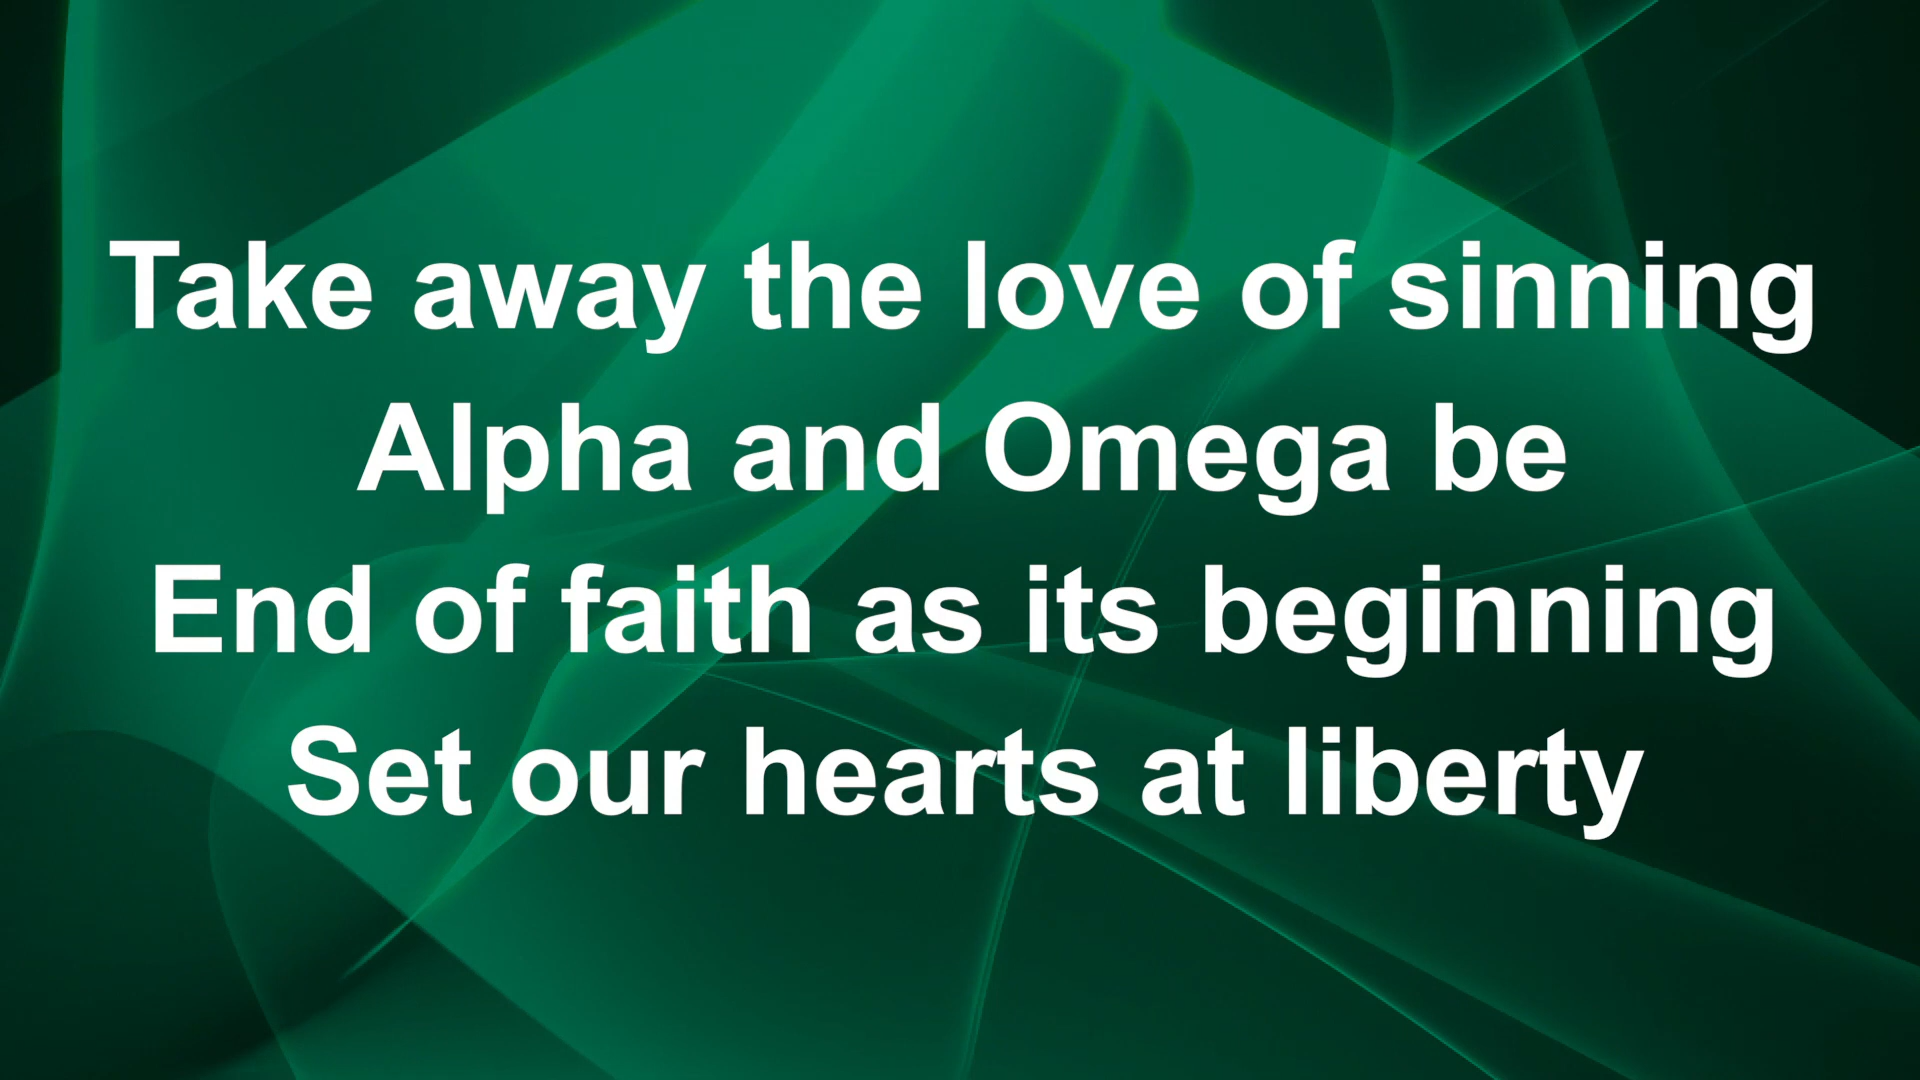 Take away the love of sinning
Alpha and Omega be
End of faith as its beginning
Set our hearts at liberty